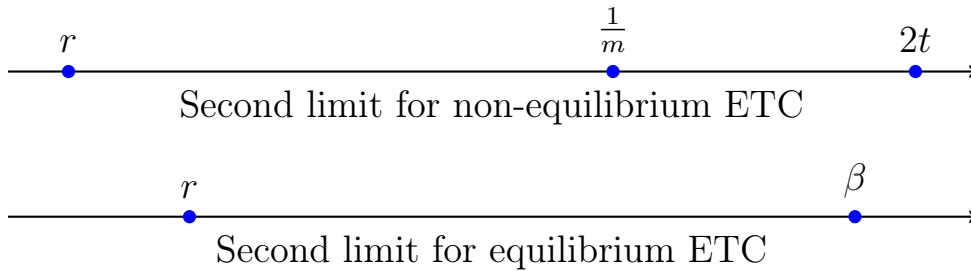 r 1/m 2t
Second limit for non-equilibrium ETC
r β
Second limit for equilibrium ETC